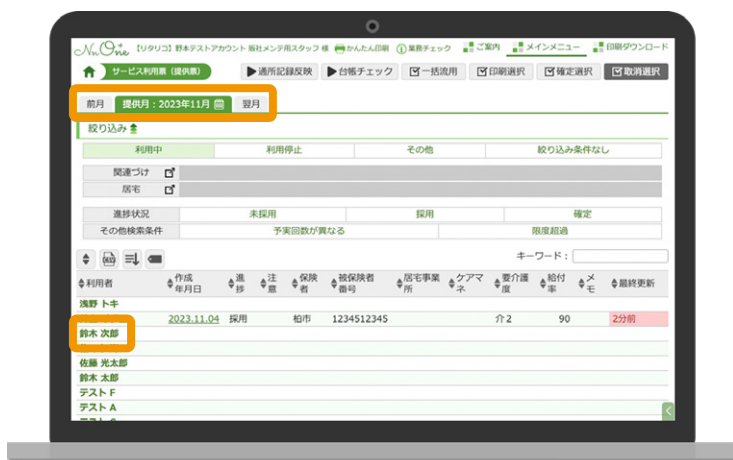 NnOne 【リタリコ】野本テストアカウント 販社メンテ用スタッフ 様 かんたん印刷 業務チェック ご案内 メインメニュー 印刷ダウンロード
サービス利用票（提供票） ▶通所記録反映 ▶台帳チェック 一括流用 印刷選択 確定選択 取消選択
前月 提供月：2023年11月 翌月
絞り込み
利用中 利用停止 その他 絞り込み条件なし
関連づけ
居宅
進捗状況 未採用 採用 確定
その他検索条件 予実回数が異なる 限度超過
キーワード：
利用者 作成年月日 進捗 注意 保険者 被保険者番号 居宅事業所 ケアマネ 要介護度 給付率 メモ 最終更新
浅野 トキ
2023.11.04 採用 柏市 1234512345 介２ 90 2分前
鈴木 次郎
佐藤 光太郎
鈴木 太郎
テスト F
テスト A